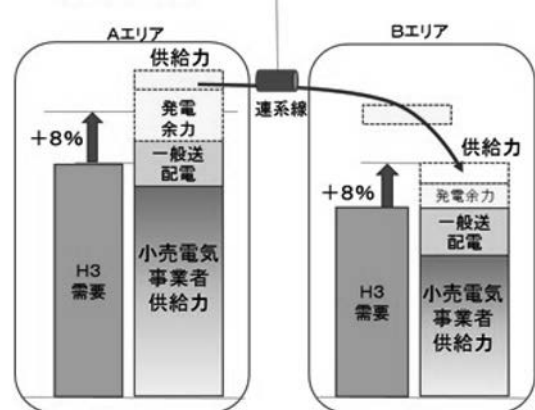 Aエリア
供給力
発電
余力
+8%
一般送
配電
H3
需要
小売電気
事業者
供給力
連系線
Bエリア
供給力
+8%
発電余力
一般送
配電
H3
需要
小売電気
事業者
供給力